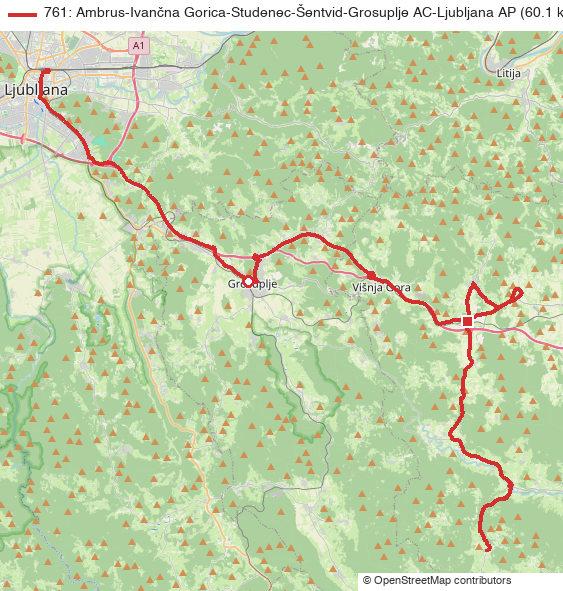 761: Ambrus-Ivančna Gorica-Studenec-Šentvid-Grosuplje AC-Ljubljana AP (60.1 k
A1
Litija
Ljubljana
Grosuplje
Višnja Gora
© OpenStreetMap contributors